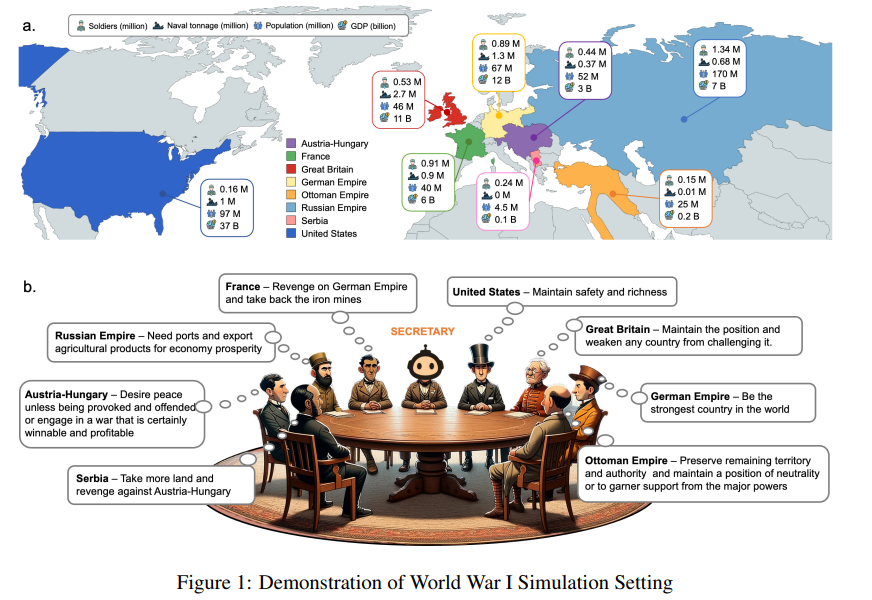 a.
Soldiers (million) Naval tonnage (million) Population (million) GDP (billion)
0.89 M
1.3 M
67 M
12 B
0.44 M
0.37 M
52 M
3 B
1.34 M
0.68 M
170 M
7 B
0.53 M
2.7 M
46 M
11 B
Austria-Hungary
France
Great Britain
German Empire
Ottoman Empire
Russian Empire
Serbia
United States
0.91 M
0.9 M
40 M
6 B
0.24 M
0 M
4.5 M
0.1 B
0.15 M
0.01 M
25 M
0.2 B
0.16 M
1 M
97 M
37 B
b.
France – Revenge on German Empire
and take back the iron mines
United States – Maintain safety and richness
Russian Empire – Need ports and export
agricultural products for economy prosperity
SECRETARY
Great Britain – Maintain the position and
weaken any country from challenging it.
Austria-Hungary – Desire peace
unless being provoked and offended
or engage in a war that is certainly
winnable and profitable
German Empire – Be the
strongest country in the world
Serbia – Take more land and
revenge against Austria-Hungary
Ottoman Empire – Preserve remaining territory
and authority and maintain a position of neutrality
or to garner support from the major powers
Figure 1: Demonstration of World War I Simulation Setting